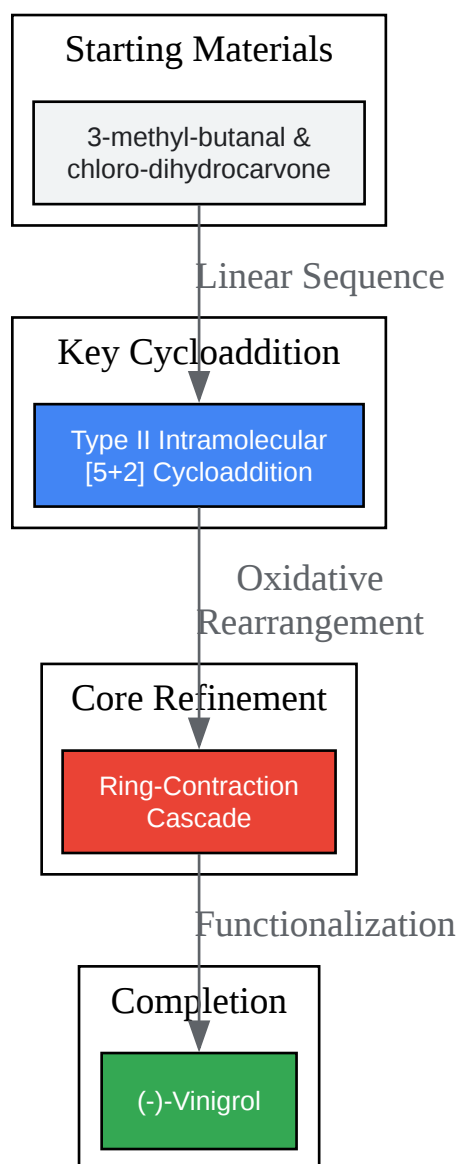 Starting Materials
3-methyl-butanal &
chloro-dihydrocarvone
Linear Sequence
Key Cycloaddition
Type II Intramolecular
[5+2] Cycloaddition
Oxidative
Rearrangement
Core Refinement
Ring-Contraction
Cascade
Functionalization
Completion
(-)-Vinigrol